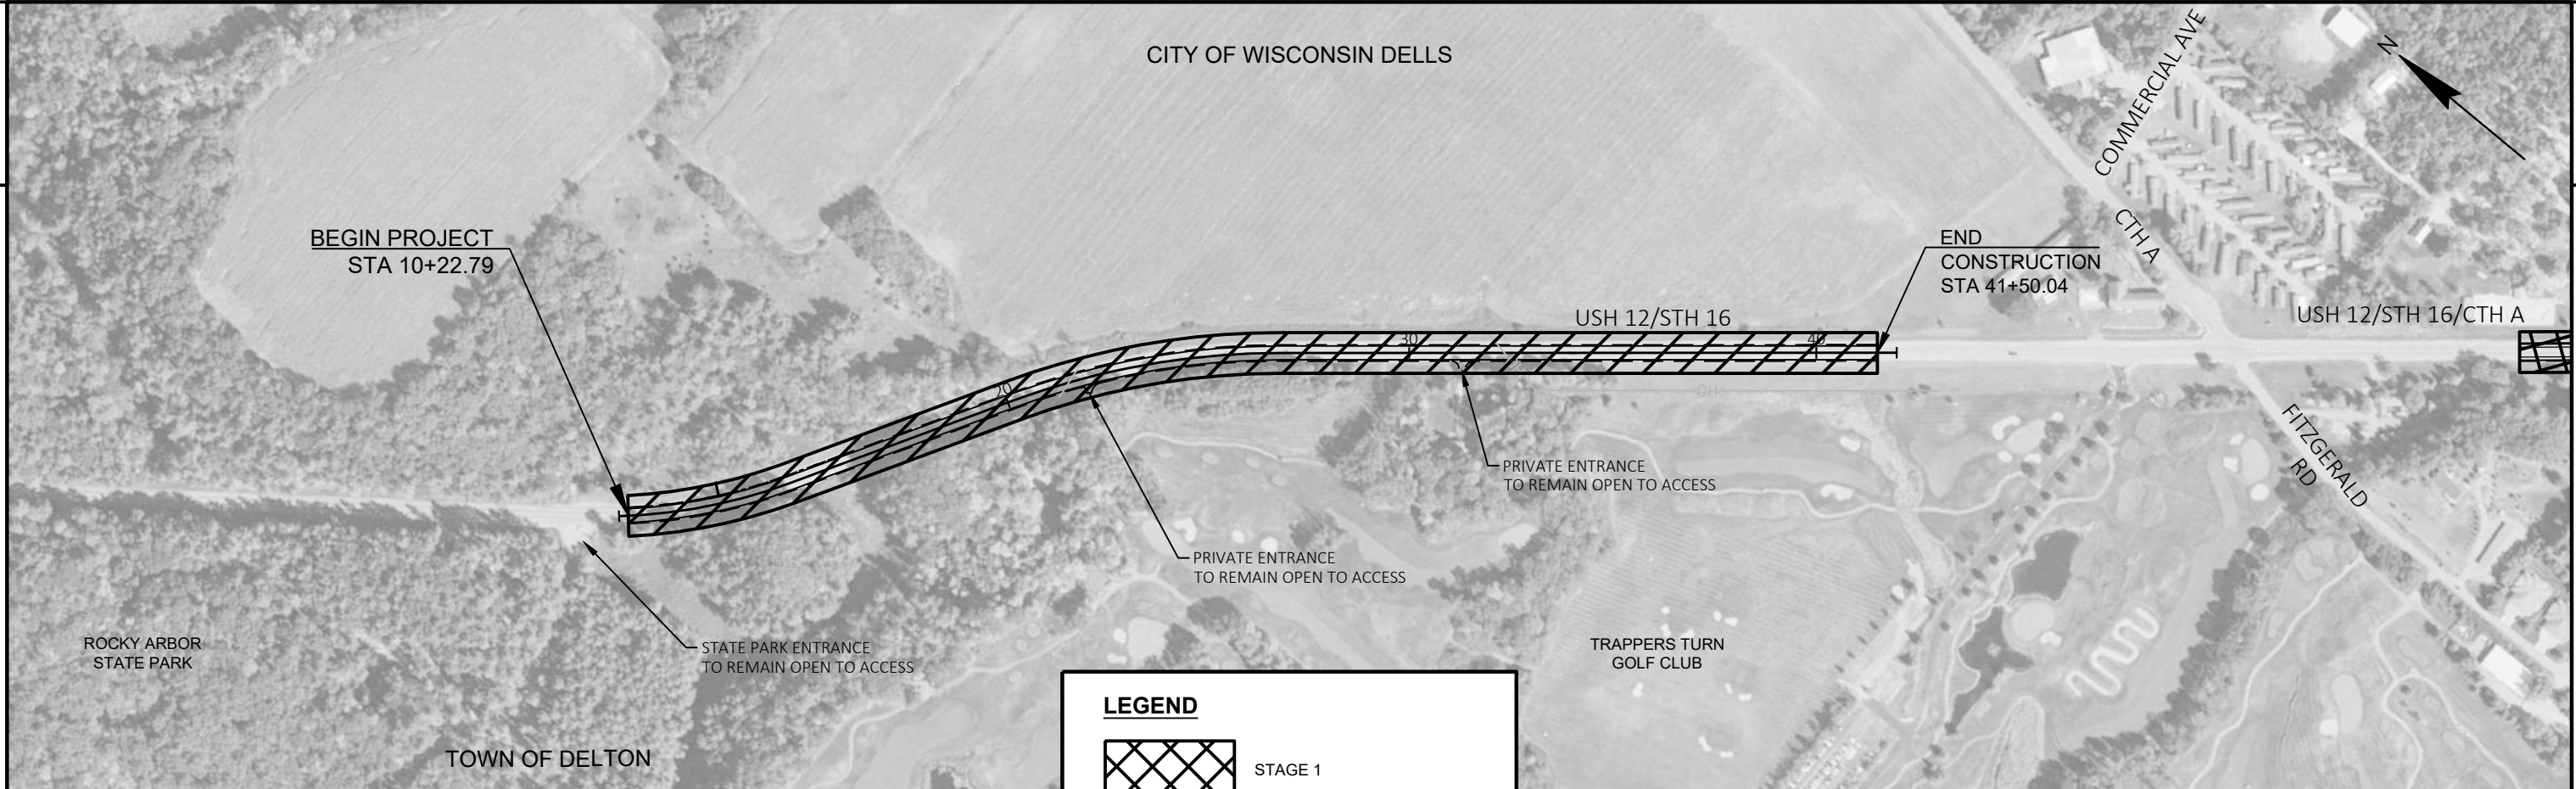 CITY OF WISCONSIN DELLS
N
COMMERCIAL AVE
CTH A
BEGIN PROJECT
STA 10+22.79
END
CONSTRUCTION
STA 41+50.04
USH 12/STH 16
USH 12/STH 16/CTH A
30
40
20
OH
FITZGERALD
RD
PRIVATE ENTRANCE
TO REMAIN OPEN TO ACCESS
PRIVATE ENTRANCE
TO REMAIN OPEN TO ACCESS
STATE PARK ENTRANCE
TO REMAIN OPEN TO ACCESS
ROCKY ARBOR
STATE PARK
TRAPPERS TURN
GOLF CLUB
TOWN OF DELTON
LEGEND
STAGE 1